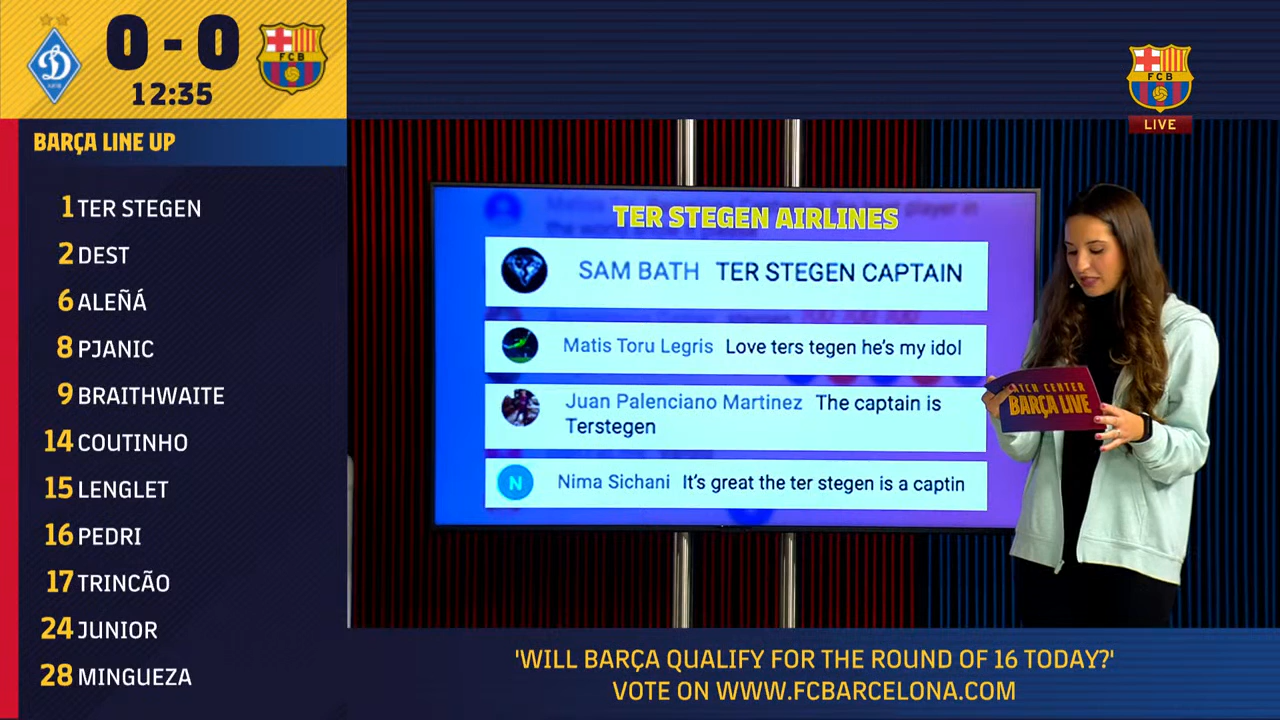 0 - 0
12:35
FCB
FCB
LIVE
BARÇA LINE UP
1 TER STEGEN
2 DEST
6 ALEÑÁ
8 PJANIC
9 BRAITHWAITE
14 COUTINHO
15 LENGLET
16 PEDRI
17 TRINCÃO
24 JUNIOR
28 MINGUEZA
TER STEGEN AIRLINES
SAM BATH TER STEGEN CAPTAIN
Matis Toru Legris Love ters tegen he's my idol
Juan Palenciano Martinez The captain is
Terstegen
N Nima Sichani It's great the ter stegen is a captin
MATCH CENTER
BARÇA LIVE
'WILL BARÇA QUALIFY FOR THE ROUND OF 16 TODAY?'
VOTE ON WWW.FCBARCELONA.COM